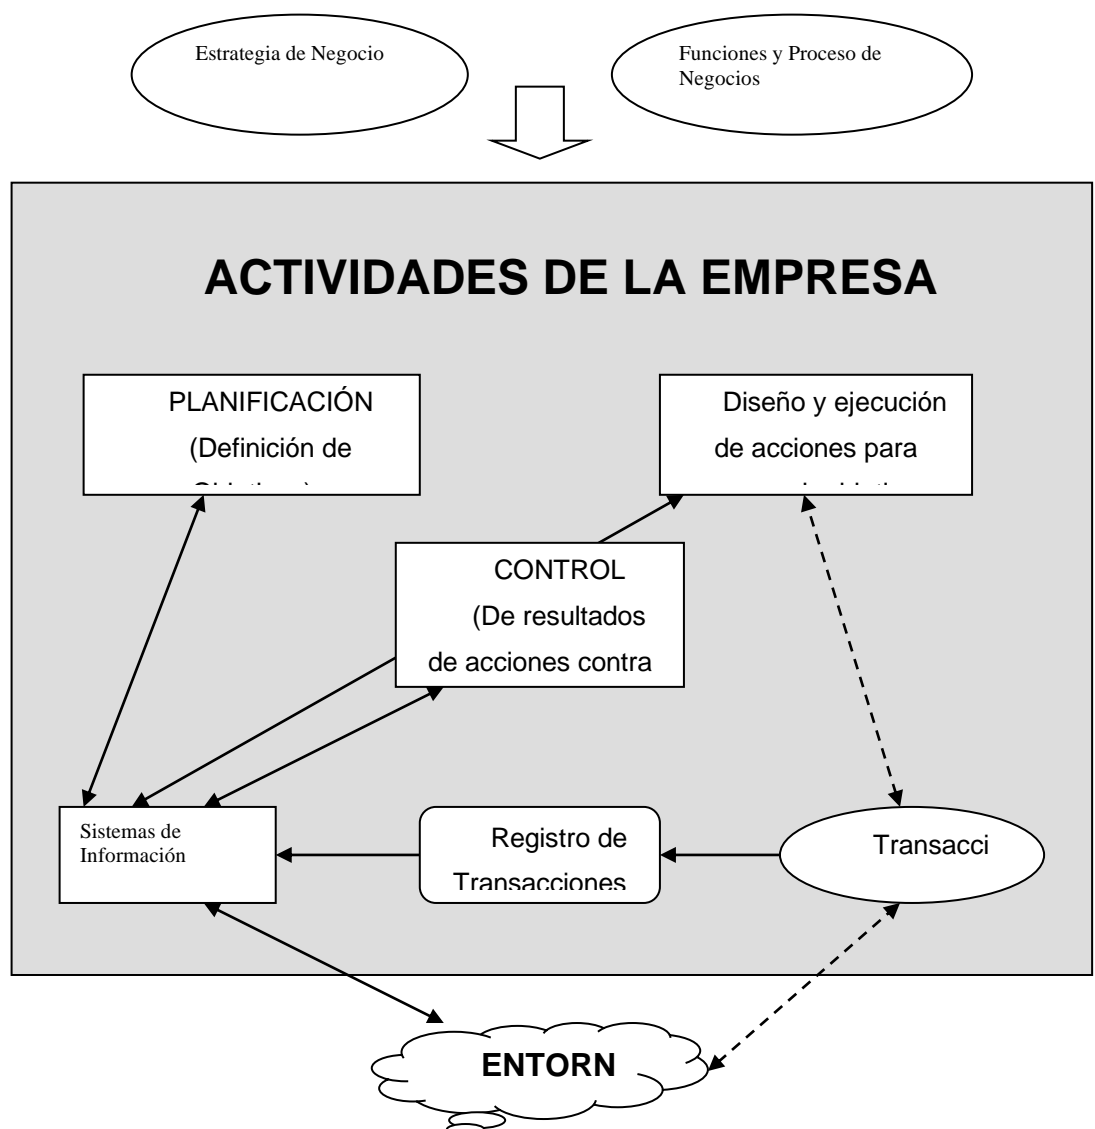 Estrategia de Negocio
Funciones y Proceso de
Negocios
ACTIVIDADES DE LA EMPRESA
PLANIFICACIÓN
(Definición de
Diseño y ejecución
de acciones para
CONTROL
(De resultados
de acciones contra
Sistemas de
Información
Registro de
Transacciones
Transacci
ENTORN